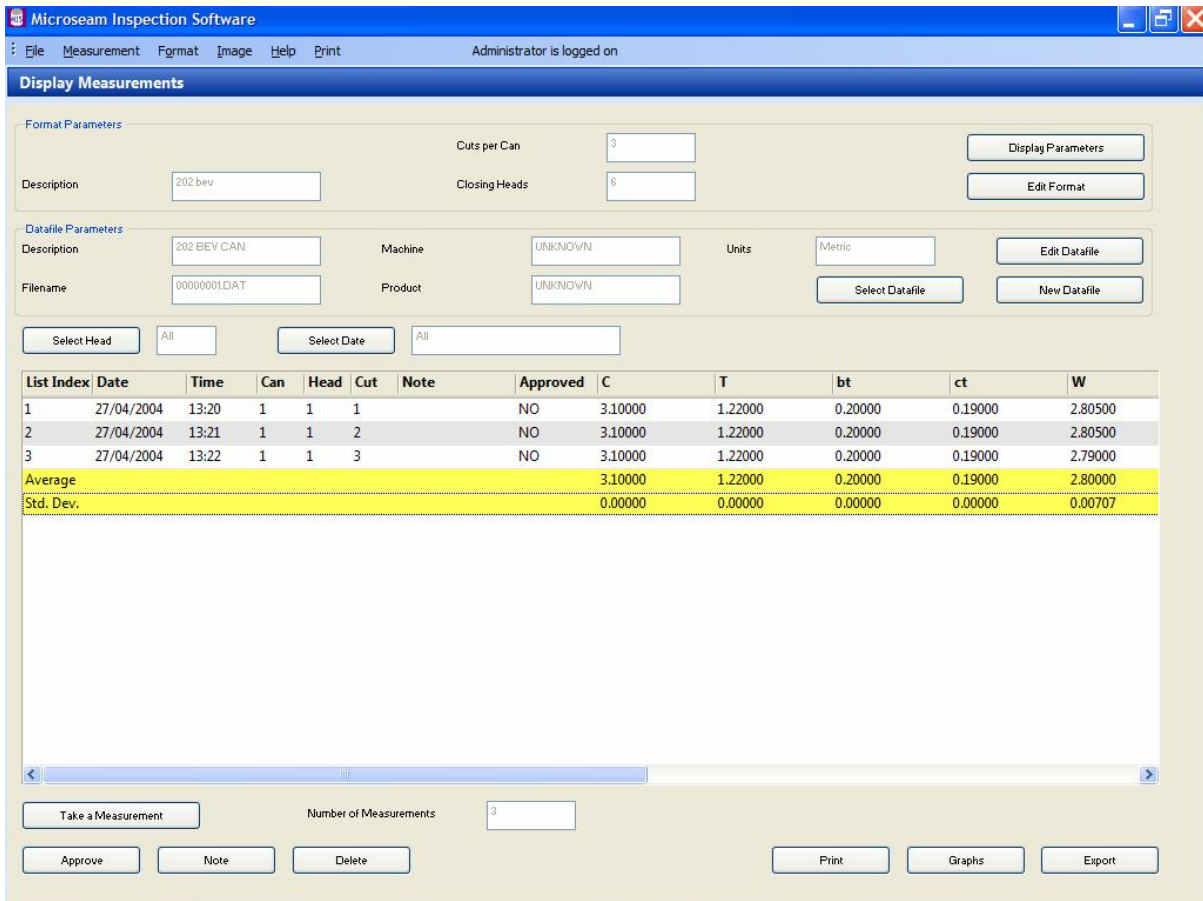 Microseam Inspection Software
File Measurement Format Image Help Print Administrator is logged on
Display Measurements
Format Parameters
Cuts per Can 3 Display Parameters
Description 202 bev Closing Heads 6 Edit Format
Datafile Parameters
Description 202 BEV CAN Machine UNKNOWN Units Metric Edit Datafile
Filename 00000001.DAT Product UNKNOWN Select Datafile New Datafile
Select Head All Select Date All
List Index Date Time Can Head Cut Note Approved C T bt ct W
1 27/04/2004 13:20 1 1 1 NO 3.10000 1.22000 0.20000 0.19000 2.80500
2 27/04/2004 13:21 1 1 2 NO 3.10000 1.22000 0.20000 0.19000 2.80500
3 27/04/2004 13:22 1 1 3 NO 3.10000 1.22000 0.20000 0.19000 2.79000
Average 3.10000 1.22000 0.20000 0.19000 2.80000
Std. Dev. 0.00000 0.00000 0.00000 0.00000 0.00707
Take a Measurement Number of Measurements 3
Approve Note Delete Print Graphs Export